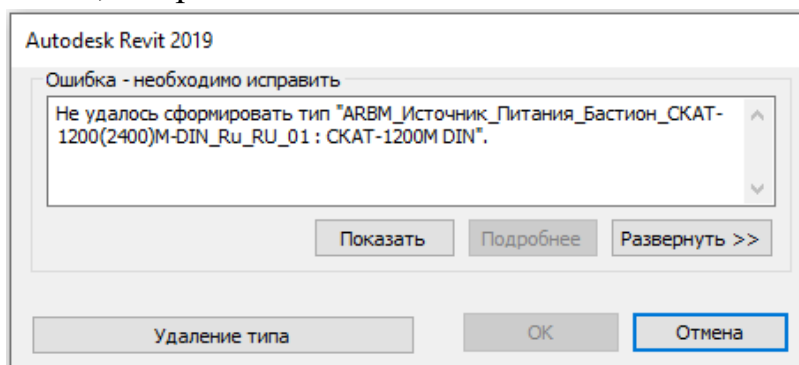 Autodesk Revit 2019
Ошибка - необходимо исправить
Не удалось сформировать тип "ARBM_Источник_Питания_Бастион_СКАТ-
1200(2400)M-DIN_Ru_RU_01 : СКАТ-1200M DIN".
Показать Подробнее Развернуть >>
Удаление типа ОК Отмена